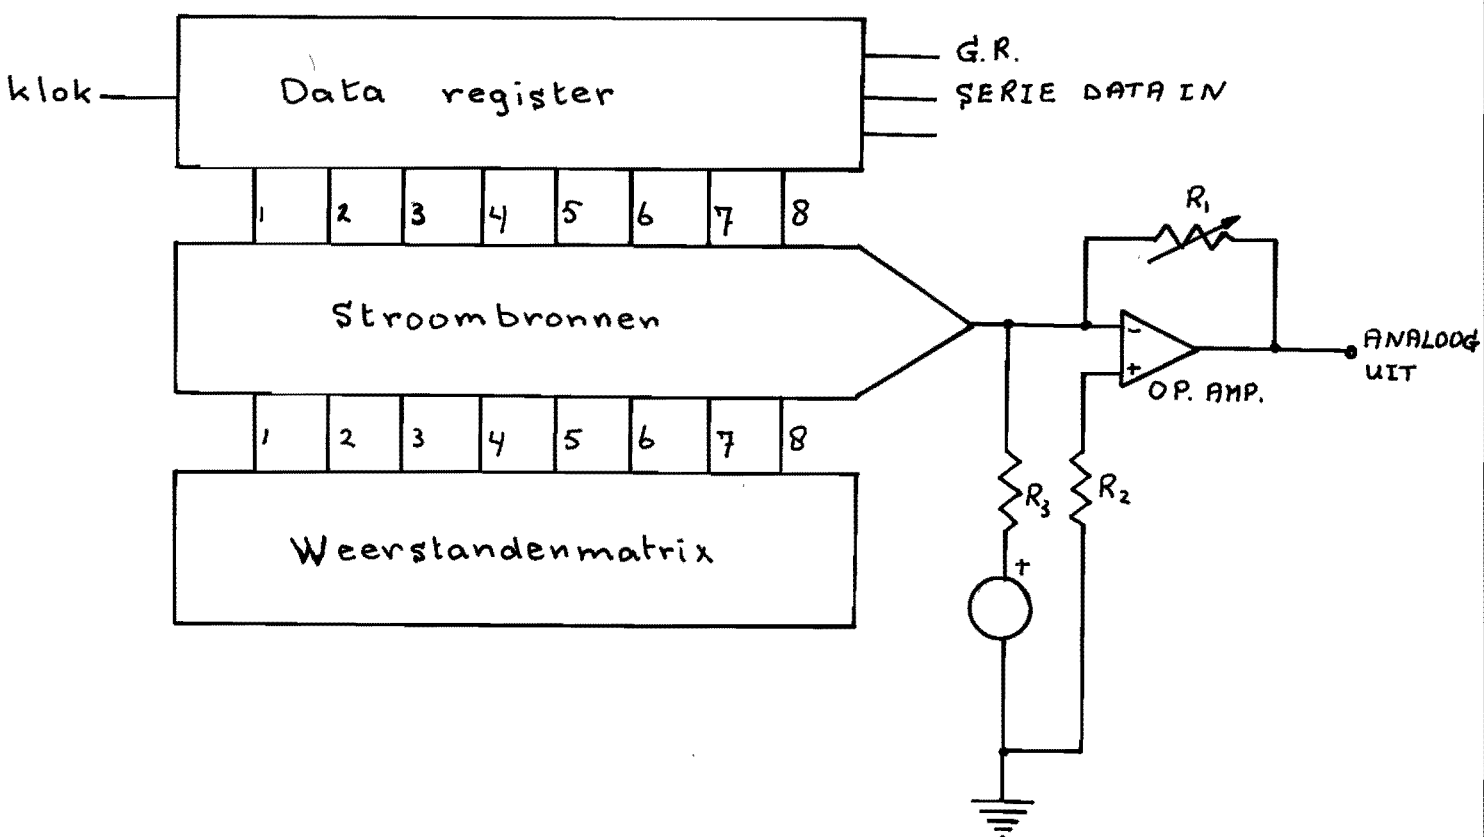 klok
Data register
G.R.
SERIE DATA IN
1 2 3 4 5 6 7 8
Stroombronnen
R1
-
+
OP. AMP.
ANALOOG
UIT
1 2 3 4 5 6 7 8
Weerstandenmatrix
R3
R2
+